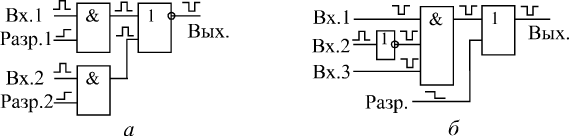 Вх.1 & 1
Разр.1 Вых.
Вх.2 &
Разр.2
а
Вх.1 & 1
Вх.2 1 Вых.
Вх.3
Разр.
б